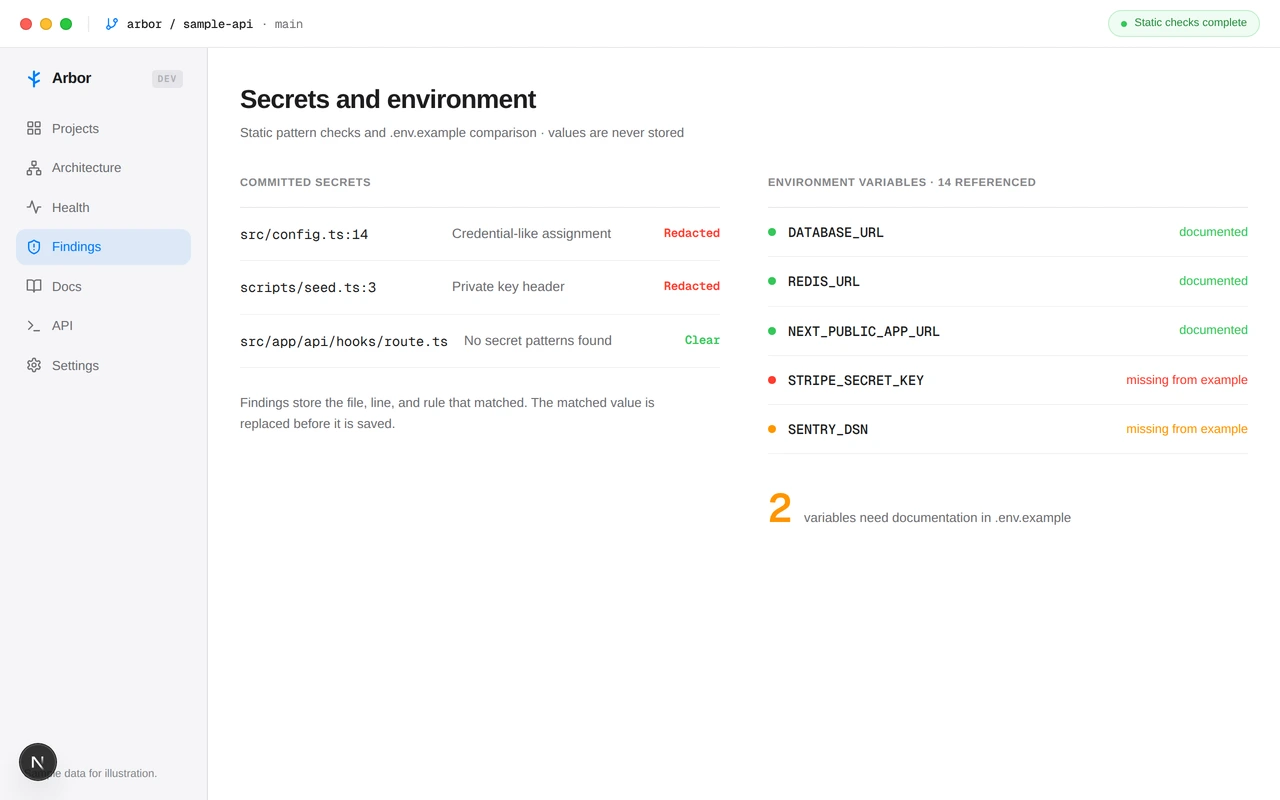 arbor / sample-api · main
Static checks complete
Arbor
DEV
Projects
Architecture
Health
Findings
Docs
API
Settings
data for illustration.
Secrets and environment
Static pattern checks and .env.example comparison · values are never stored
COMMITTED SECRETS
src/config.ts:14 Credential-like assignment Redacted
scripts/seed.ts:3 Private key header Redacted
src/app/api/hooks/route.ts No secret patterns found Clear
Findings store the file, line, and rule that matched. The matched value is
replaced before it is saved.
ENVIRONMENT VARIABLES · 14 REFERENCED
DATABASE_URL documented
REDIS_URL documented
NEXT_PUBLIC_APP_URL documented
STRIPE_SECRET_KEY missing from example
SENTRY_DSN missing from example
2 variables need documentation in .env.example
N